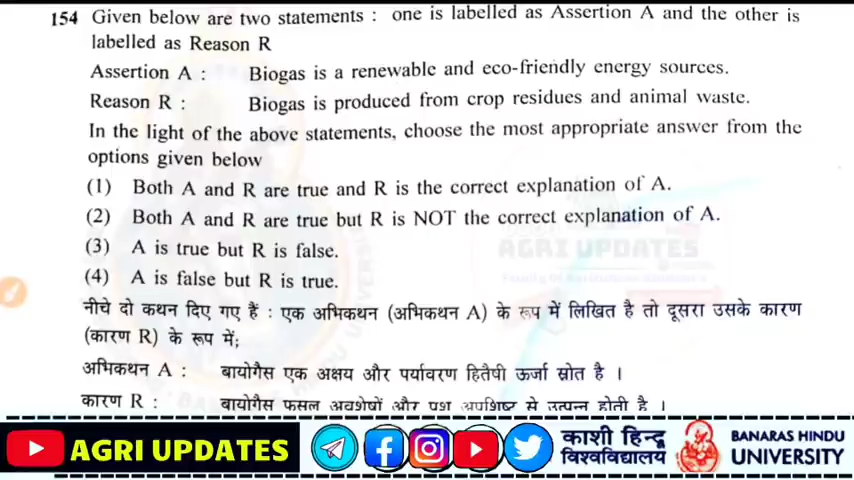 154 Given below are two statements : one is labelled as Assertion A and the other is
labelled as Reason R
Assertion A : Biogas is a renewable and eco-friendly energy sources.
Reason R : Biogas is produced from crop residues and animal waste.
In the light of the above statements, choose the most appropriate answer from the
options given below
(1) Both A and R are true and R is the correct explanation of A.
(2) Both A and R are true but R is NOT the correct explanation of A.
(3) A is true but R is false.
AGRI UPDATES
(4) A is false but R is true.
नीचे दो कथन दिए गए हैं : एक अभिकथन (अभिकथन A) के रूप में लिखित है तो दूसरा उसके कारण
(कारण R) के रूप में;
अभिकथन A : बायोगैस एक अक्षय और पर्यावरण हितैषी ऊर्जा स्रोत है ।
कारण R : बायोगैस फसल अवशेषों और पशु अपशिष्ट से उत्पन्न होती है ।
AGRI UPDATES
काशी हिन्दू
विश्वविद्यालय
BANARAS HINDU
UNIVERSITY